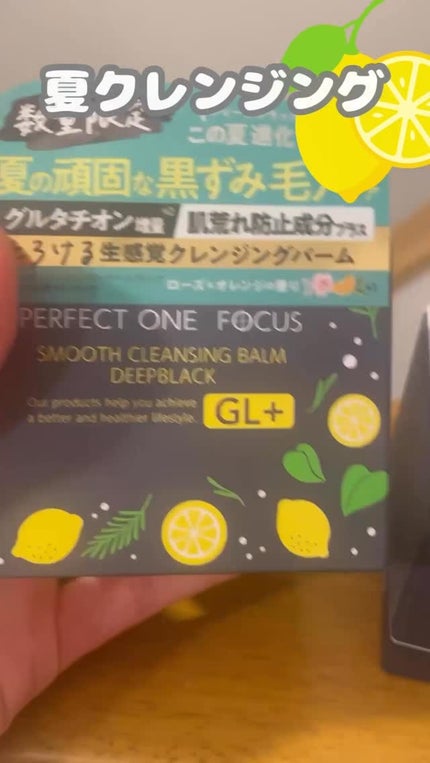 夏クレンジング
数量限定
この夏進化
夏の頑固な黒ずみ毛穴
グルタチオン増量 肌荒れ防止成分プラス
とろける生感覚クレンジングバーム
ローズ×オレンジの香り
PERFECT ONE FOCUS
SMOOTH CLEANSING BALM
DEEPBLACK
Our products help you achieve
a better and healthier lifestyle.
GL+